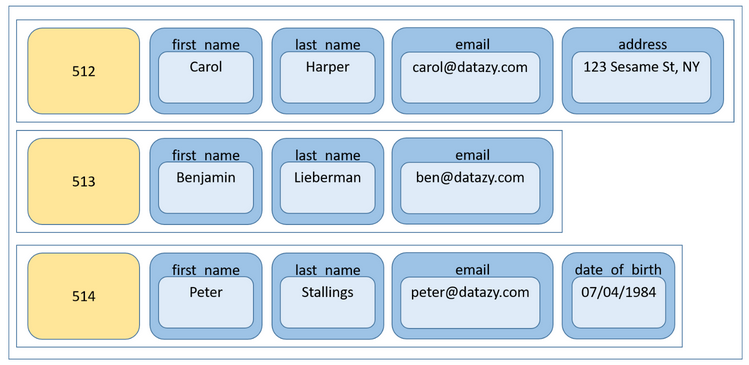 first_name last_name email address
512 Carol Harper carol@datazy.com 123 Sesame St, NY
first_name last_name email
513 Benjamin Lieberman ben@datazy.com
first_name last_name email date_of_birth
514 Peter Stallings peter@datazy.com 07/04/1984